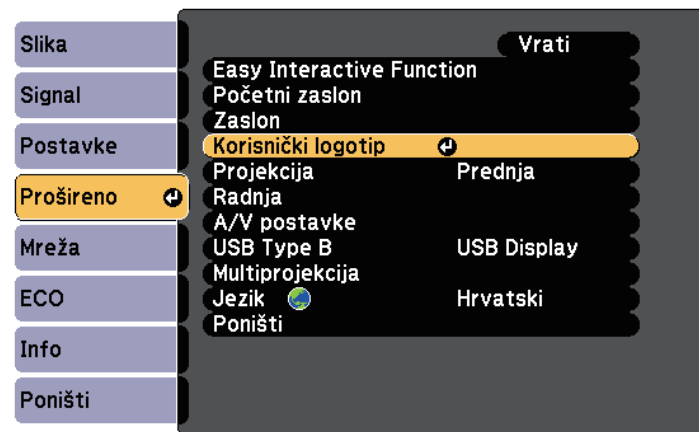 Slika
Signal
Postavke
Prošireno
Mreža
ECO
Info
Poništi
Vrati
Easy Interactive Function
Početni zaslon
Zaslon
Korisnički logotip
Projekcija Prednja
Radnja
A/V postavke
USB Type B USB Display
Multiprojekcija
Jezik Hrvatski
Poništi